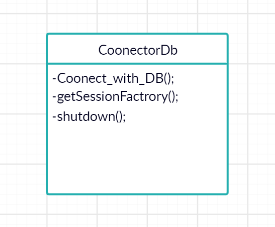 CoonectorDb
-Coonect_with_DB();
-getSessionFactrory();
-shutdown();